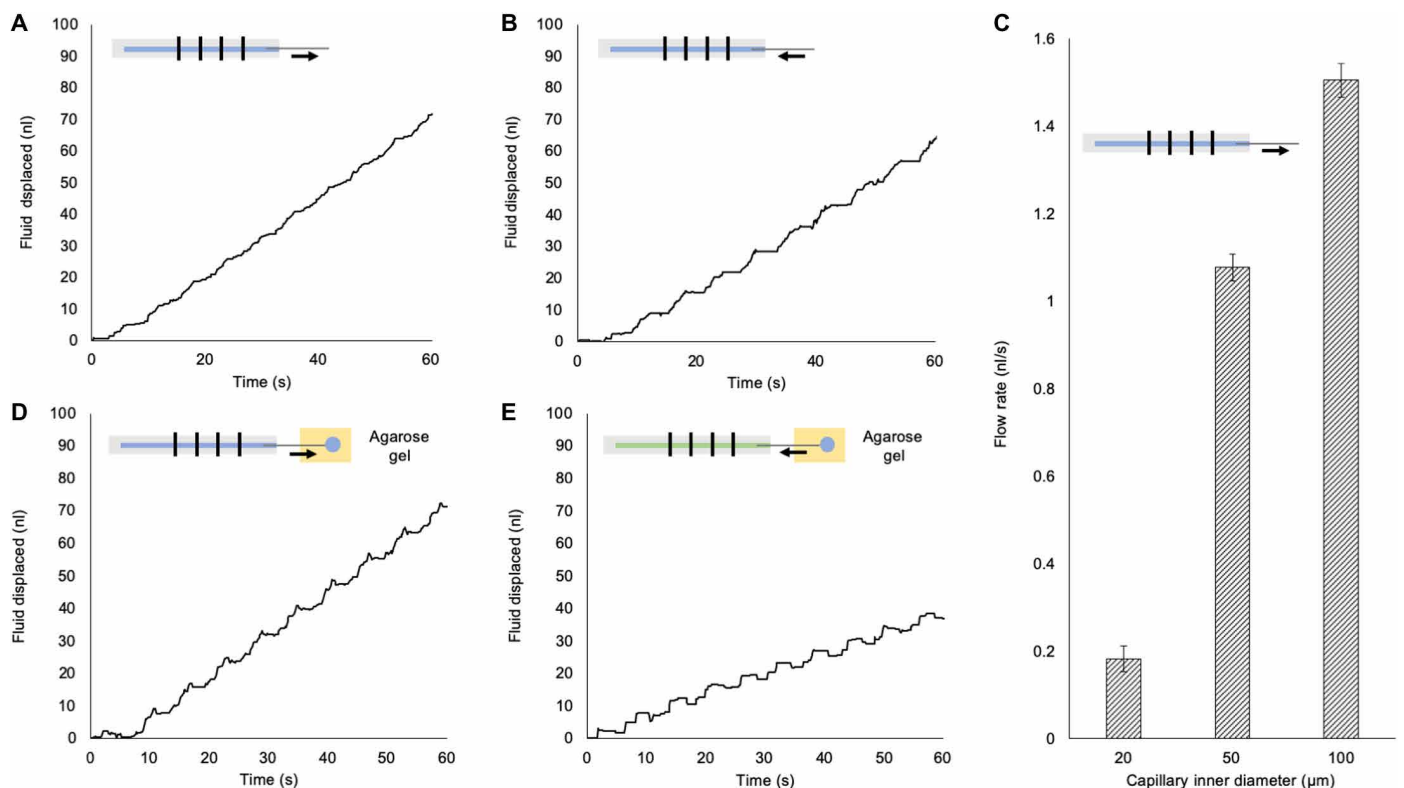 A
100
90
80
70
60
50
40
30
20
10
0
Fluid dsplaced (nl)
0 20 40 60
Time (s)
B
100
90
80
70
60
50
40
30
20
10
0
Fluid displaced (nl)
0 20 40 60
Time (s)
C
1.6
1.4
1.2
1
0.8
0.6
0.4
0.2
0
Flow rate (nl/s)
20 50 100
Capillary inner diameter (μm)
D
100
90
80
70
60
50
40
30
20
10
0
Fluid displaced (nl)
Agarose
gel
0 10 20 30 40 50 60
Time (s)
E
100
90
80
70
60
50
40
30
20
10
0
Fluid displaced (nl)
Agarose
gel
0 10 20 30 40 50 60
Time (s)